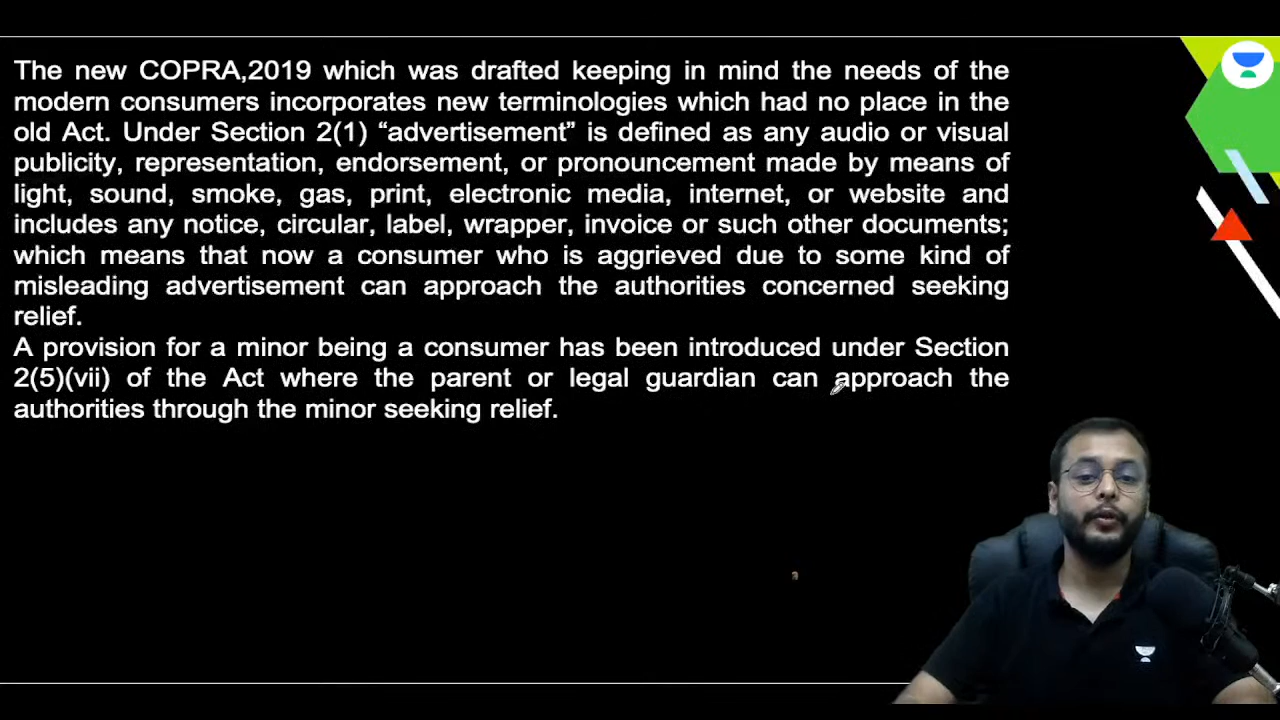 The new COPRA,2019 which was drafted keeping in mind the needs of the
modern consumers incorporates new terminologies which had no place in the
old Act. Under Section 2(1) “advertisement” is defined as any audio or visual
publicity, representation, endorsement, or pronouncement made by means of
light, sound, smoke, gas, print, electronic media, internet, or website and
includes any notice, circular, label, wrapper, invoice or such other documents;
which means that now a consumer who is aggrieved due to some kind of
misleading advertisement can approach the authorities concerned seeking
relief.
A provision for a minor being a consumer has been introduced under Section
2(5)(vii) of the Act where the parent or legal guardian can approach the
authorities through the minor seeking relief.